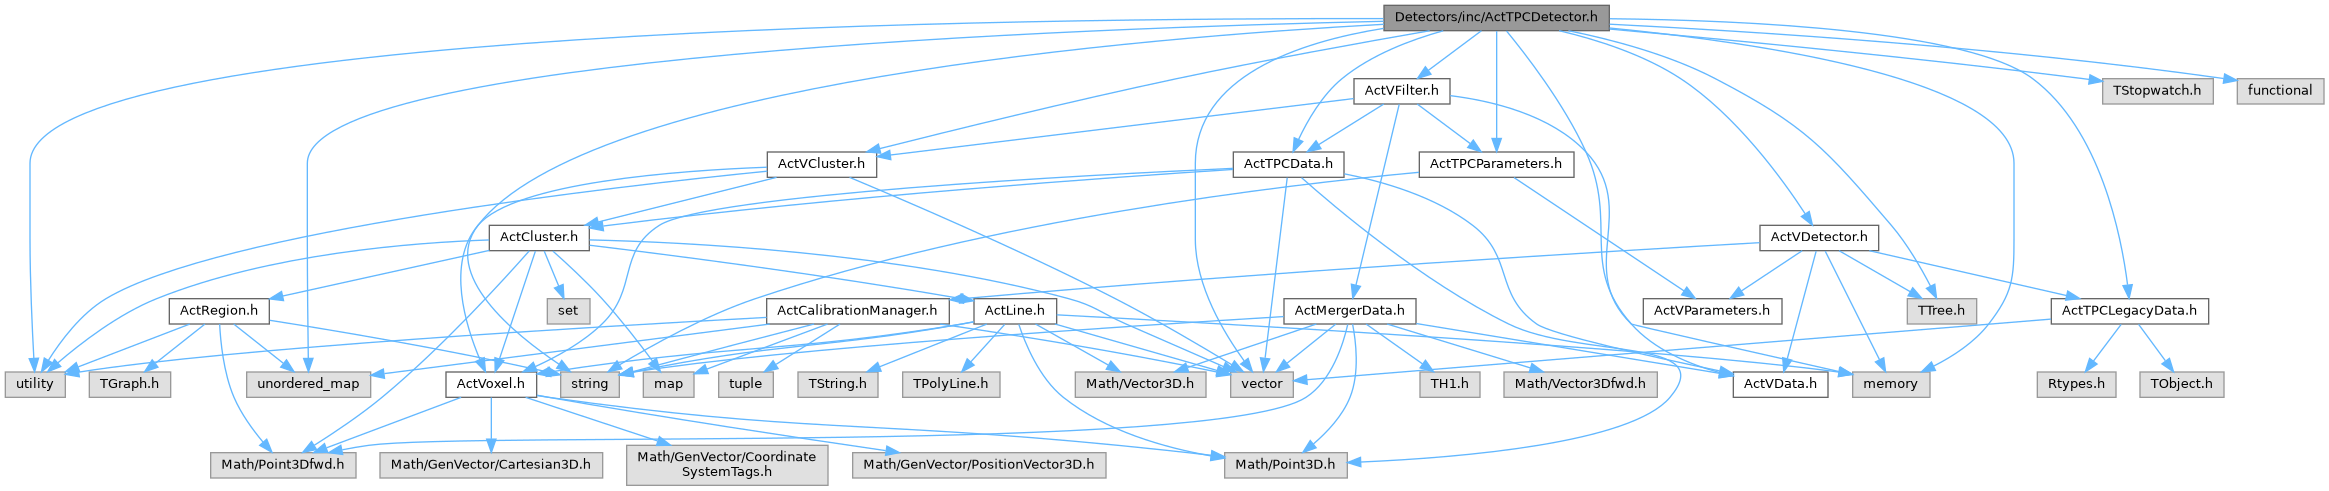 Detectors/inc/ActTPCDetector.h
ActVFilter.h
TStopwatch.h
functional
ActVCluster.h
ActTPCData.h
ActTPCParameters.h
ActCluster.h
ActVDetector.h
ActRegion.h
set
ActCalibrationManager.h
ActLine.h
ActMergerData.h
ActVParameters.h
TTree.h
ActTPCLegacyData.h
utility
TGraph.h
unordered_map
ActVoxel.h
string
map
tuple
TString.h
TPolyLine.h
Math/Vector3D.h
vector
TH1.h
Math/Vector3Dfwd.h
ActVData.h
memory
Rtypes.h
TObject.h
Math/Point3Dfwd.h
Math/GenVector/Cartesian3D.h
Math/GenVector/Coordinate
SystemTags.h
Math/GenVector/PositionVector3D.h
Math/Point3D.h